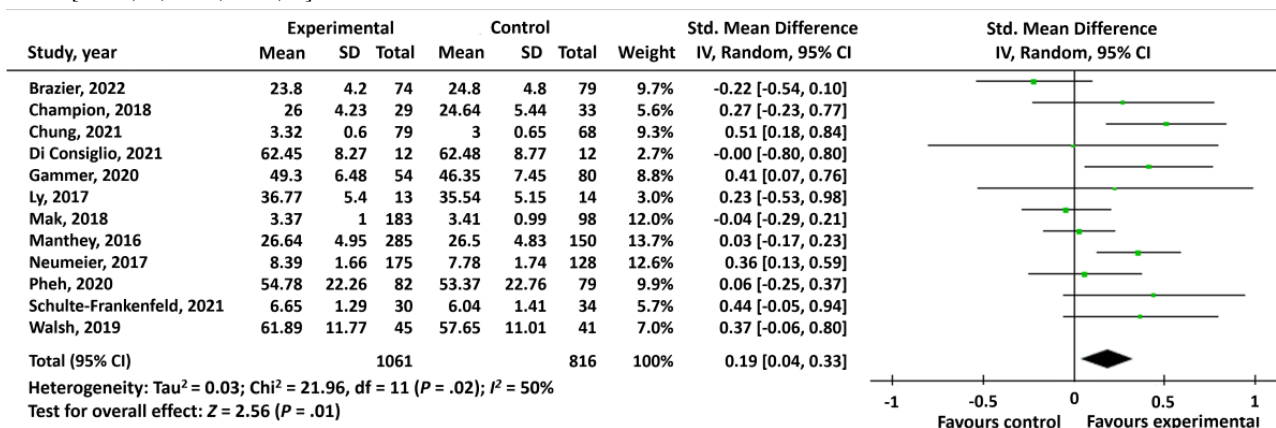 Experimental Control Std. Mean Difference Std. Mean Difference
Study, year Mean SD Total Mean SD Total Weight IV, Random, 95% CI IV, Random, 95% CI
Brazier, 2022 23.8 4.2 74 24.8 4.8 79 9.7% -0.22 [-0.54, 0.10]
Champion, 2018 26 4.23 29 24.64 5.44 33 5.6% 0.27 [-0.23, 0.77]
Chung, 2021 3.32 0.6 79 3 0.65 68 9.3% 0.51 [0.18, 0.84]
Di Consiglio, 2021 62.45 8.27 12 62.48 8.77 12 2.7% -0.00 [-0.80, 0.80]
Gammer, 2020 49.3 6.48 54 46.35 7.45 80 8.8% 0.41 [0.07, 0.76]
Ly, 2017 36.77 5.4 13 35.54 5.15 14 3.0% 0.23 [-0.53, 0.98]
Mak, 2018 3.37 1 183 3.41 0.99 98 12.0% -0.04 [-0.29, 0.21]
Manthey, 2016 26.64 4.95 285 26.5 4.83 150 13.7% 0.03 [-0.17, 0.23]
Neumeier, 2017 8.39 1.66 175 7.78 1.74 128 12.6% 0.36 [0.13, 0.59]
Pheh, 2020 54.78 22.26 82 53.37 22.76 79 9.9% 0.06 [-0.25, 0.37]
Schulte-Frankenfeld, 2021 6.65 1.29 30 6.04 1.41 34 5.7% 0.44 [-0.05, 0.94]
Walsh, 2019 61.89 11.77 45 57.65 11.01 41 7.0% 0.37 [-0.06, 0.80]
Total (95% CI) 1061 816 100% 0.19 [0.04, 0.33]
Heterogeneity: Tau² = 0.03; Chi² = 21.96, df = 11 (P = .02); I² = 50%
Test for overall effect: Z = 2.56 (P = .01)
-1 -0.5 0 0.5 1
Favours control Favours experimental